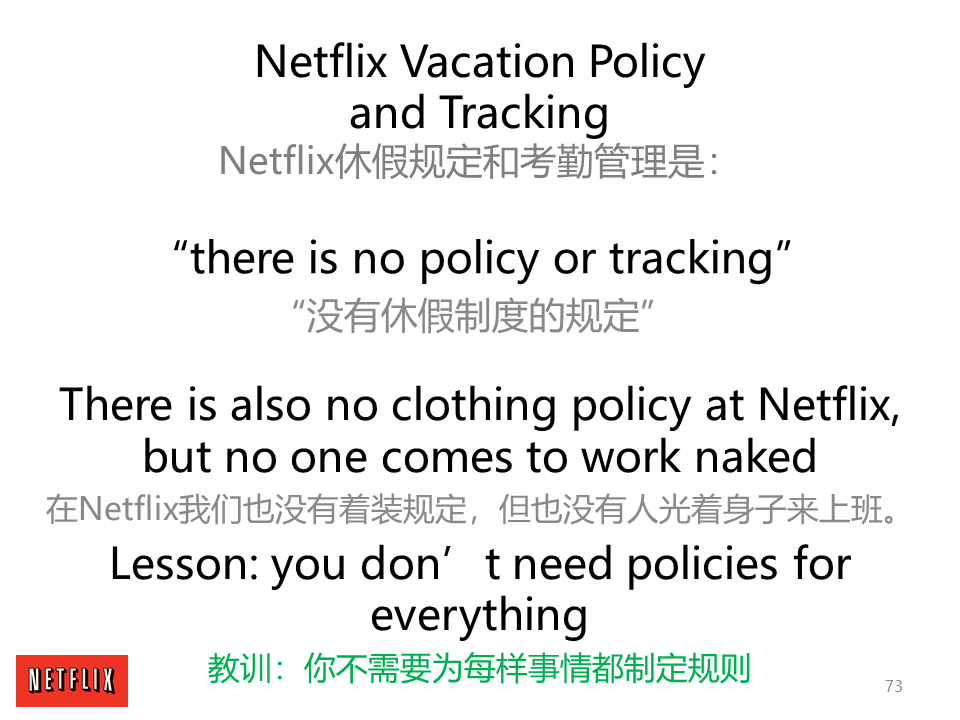 Netflix Vacation Policy
and Tracking
Netflix休假规定和考勤管理是：
“there is no policy or tracking”
“没有休假制度的规定”
There is also no clothing policy at Netflix,
but no one comes to work naked
在Netflix我们也没有着装规定，但也没有人光着身子来上班。
Lesson: you don’t need policies for
everything
教训：你不需要为每样事情都制定规则
NETFLIX
73